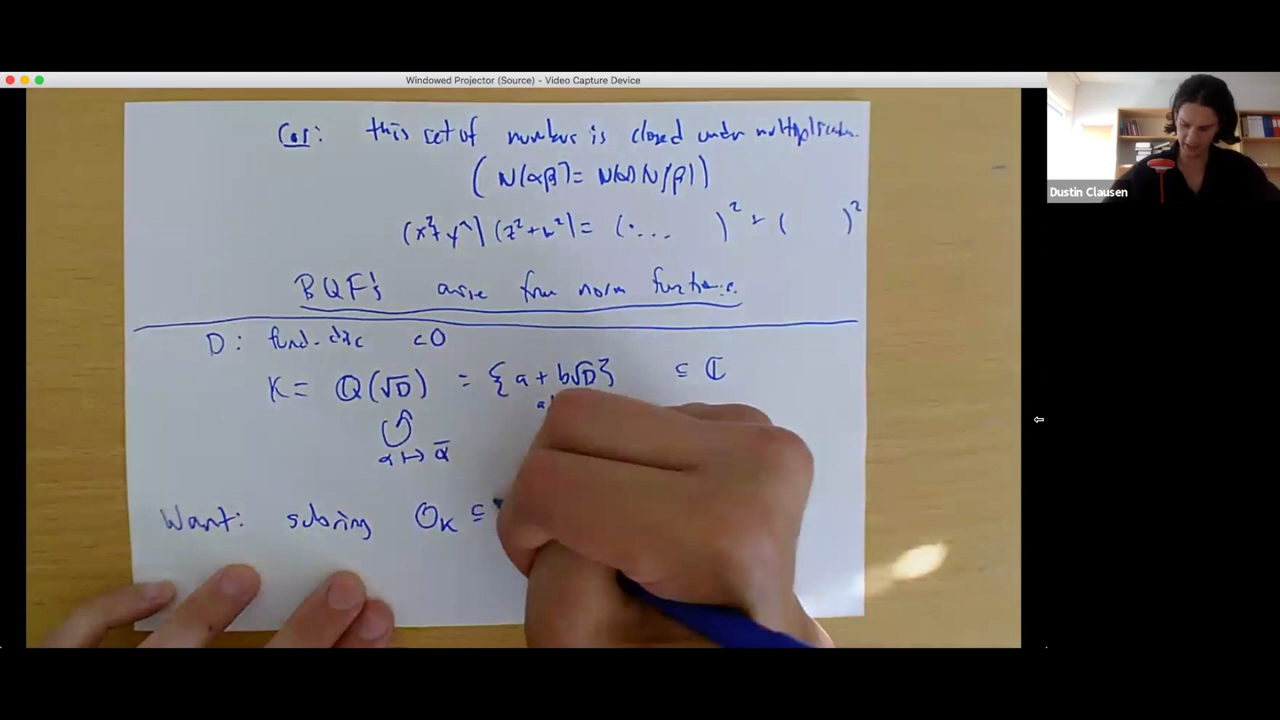 Windowed Projector (Source) - Video Capture Device
Cor: this set of numbers is closed under multiplication.
(N(αβ) = N(α) N(β))
(x²+y²)(z²+w²) = (.... )² + ( )²
BQF's arise from norm functions.
D: fund. disc <0
K = ℚ(√D) = {a + b√D} ⊆ ℂ
α ↦ ᾱ
Want: subring 𝒪_K ⊆
Dustin Clausen